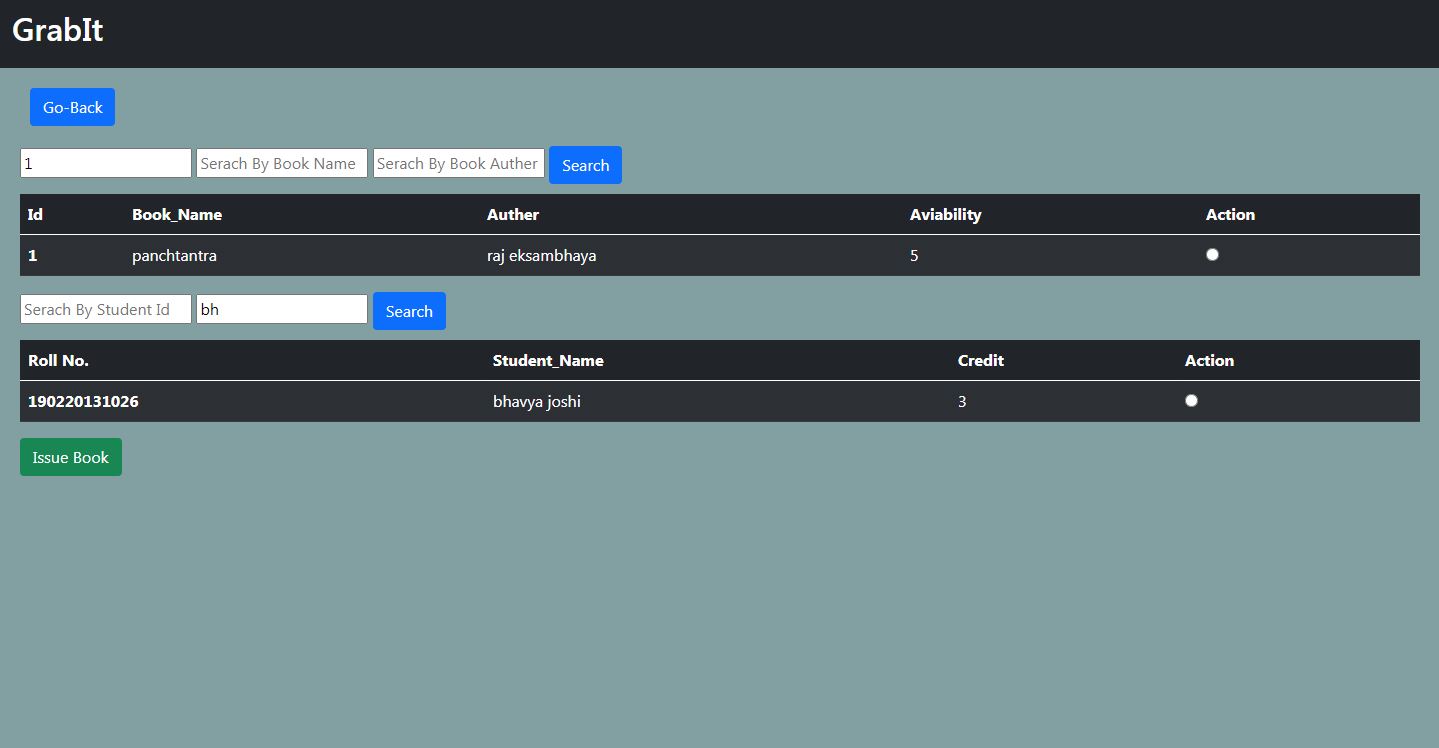 GrabIt
Go-Back
1 Serach By Book Name Serach By Book Auther Search
Id Book_Name Auther Aviability Action
1 panchtantra raj eksambhaya 5
Serach By Student Id bh Search
Roll No. Student_Name Credit Action
190220131026 bhavya joshi 3
Issue Book